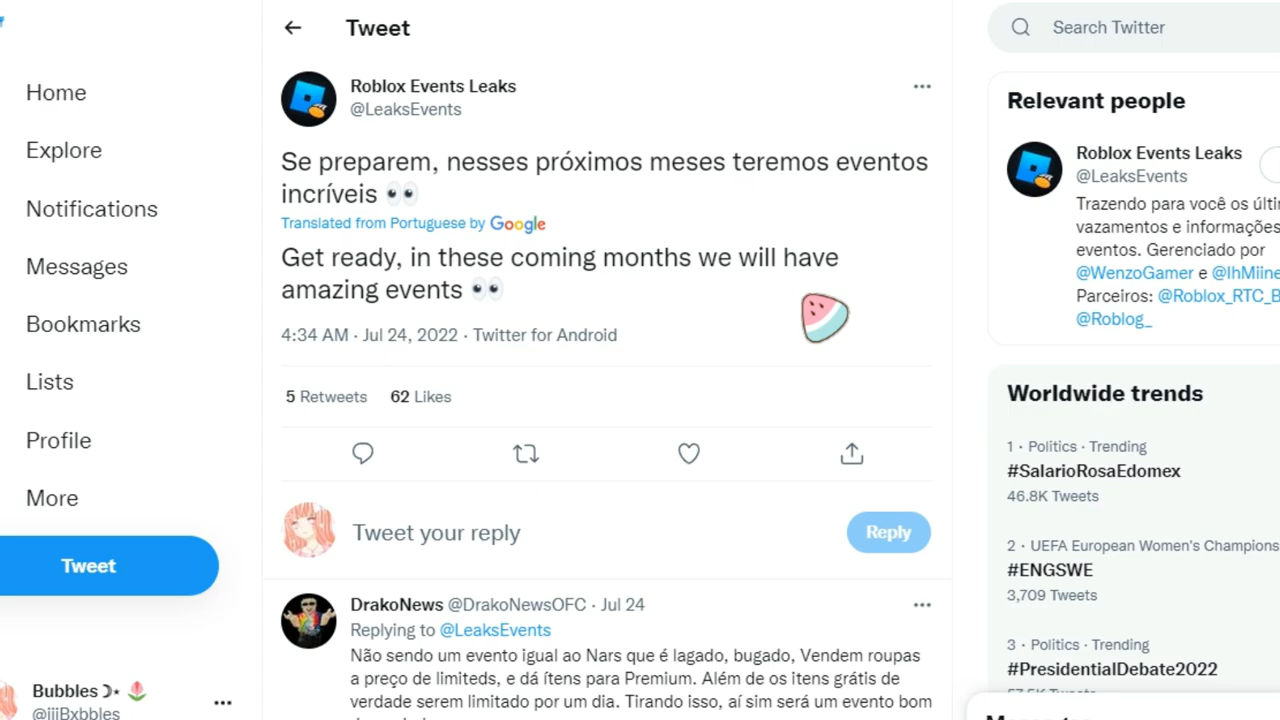 Home
Explore
Notifications
Messages
Bookmarks
Lists
Profile
More
Tweet
Bubbles
@iiiBxbbles
Tweet
Roblox Events Leaks
@LeaksEvents
Se preparem, nesses próximos meses teremos eventos
incríveis 👀
Translated from Portuguese by Google
Get ready, in these coming months we will have
amazing events 👀
4:34 AM · Jul 24, 2022 · Twitter for Android
5 Retweets 62 Likes
Tweet your reply
Reply
DrakoNews @DrakoNewsOFC · Jul 24
Replying to @LeaksEvents
Não sendo um evento igual ao Nars que é lagado, bugado, Vendem roupas
a preço de limiteds, e dá ítens para Premium. Além de os itens grátis de
verdade serem limitado por um dia. Tirando isso, aí sim será um evento bom
Search Twitter
Relevant people
Roblox Events Leaks
@LeaksEvents
Trazendo para você os últi
vazamentos e informações
eventos. Gerenciado por
@WenzoGamer e @IhMiine
Parceiros: @Roblox_RTC_B
@Roblog_
Worldwide trends
1 · Politics · Trending
#SalarioRosaEdomex
46.8K Tweets
2 · UEFA European Women's Champions
#ENGSWE
3,709 Tweets
3 · Politics · Trending
#PresidentialDebate2022